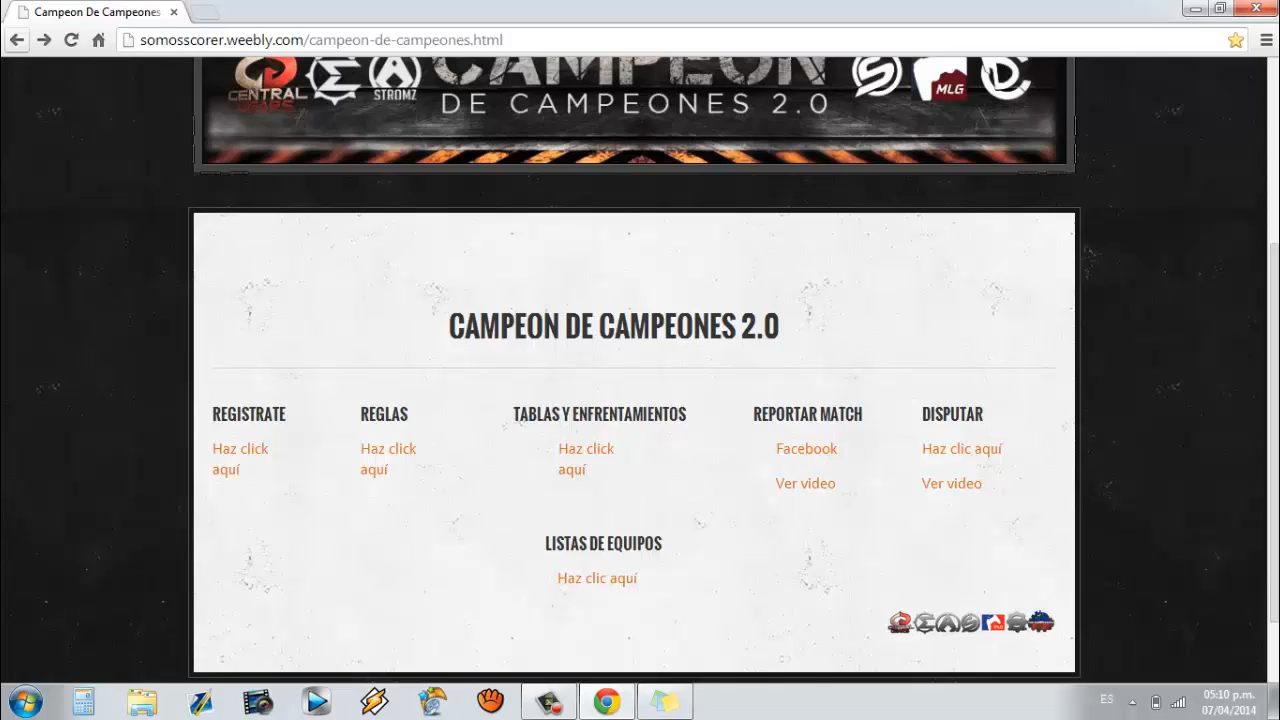 Campeon De Campeones
somosscorer.weebly.com/campeon-de-campeones.html
CAMPEON
DE CAMPEONES 2.0
CENTRAL
STROMZ
MLG
CAMPEON DE CAMPEONES 2.0
REGISTRATE
Haz click
aquí
REGLAS
Haz click
aquí
TABLAS Y ENFRENTAMIENTOS
Haz click
aquí
REPORTAR MATCH
Facebook
Ver video
DISPUTAR
Haz clic aquí
Ver video
LISTAS DE EQUIPOS
Haz clic aquí
ES
05:10 p.m.
07/04/2014